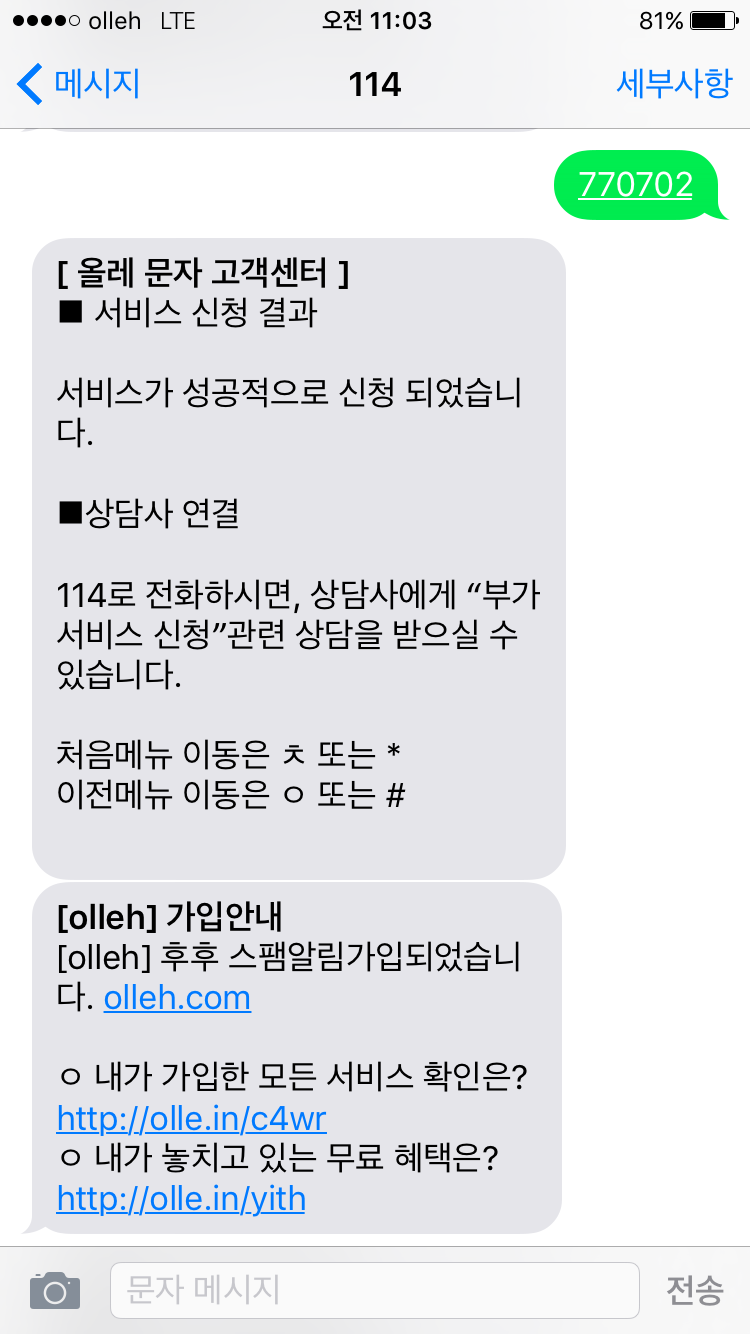 olleh LTE 오전 11:03 81%
메시지 114 세부사항
770702
[ 올레 문자 고객센터 ]
■ 서비스 신청 결과
서비스가 성공적으로 신청 되었습니
다.
■상담사 연결
114로 전화하시면, 상담사에게 “부가
서비스 신청”관련 상담을 받으실 수
있습니다.
처음메뉴 이동은 ㅊ 또는 *
이전메뉴 이동은 ㅇ 또는 #
[olleh] 가입안내
[olleh] 후후 스팸알림가입되었습니
다. olleh.com
ㅇ 내가 가입한 모든 서비스 확인은?
http://olle.in/c4wr
ㅇ 내가 놓치고 있는 무료 혜택은?
http://olle.in/yith
문자 메시지 전송